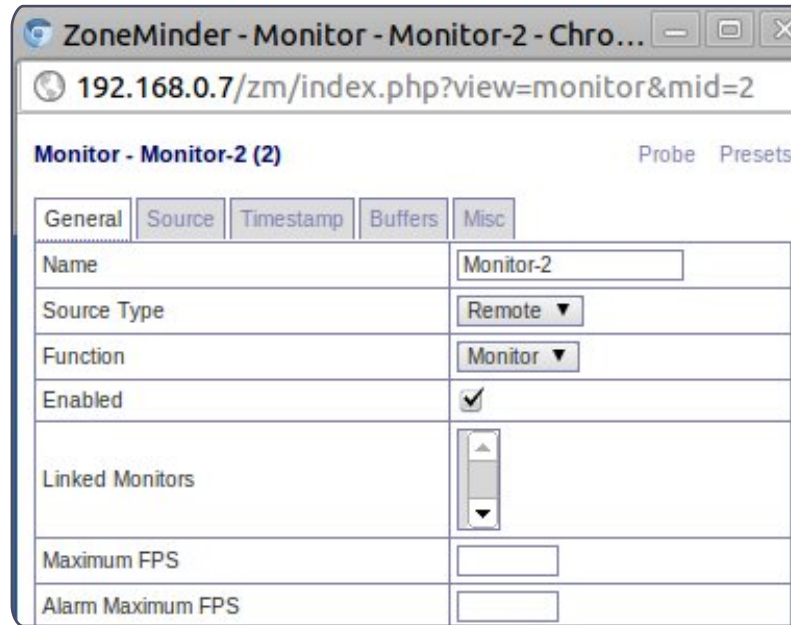 ZoneMinder - Monitor - Monitor-2 - Chro...
192.168.0.7/zm/index.php?view=monitor&mid=2
Monitor - Monitor-2 (2) Probe Presets
General Source Timestamp Buffers Misc
Name Monitor-2
Source Type Remote
Function Monitor
Enabled
Linked Monitors
Maximum FPS
Alarm Maximum FPS